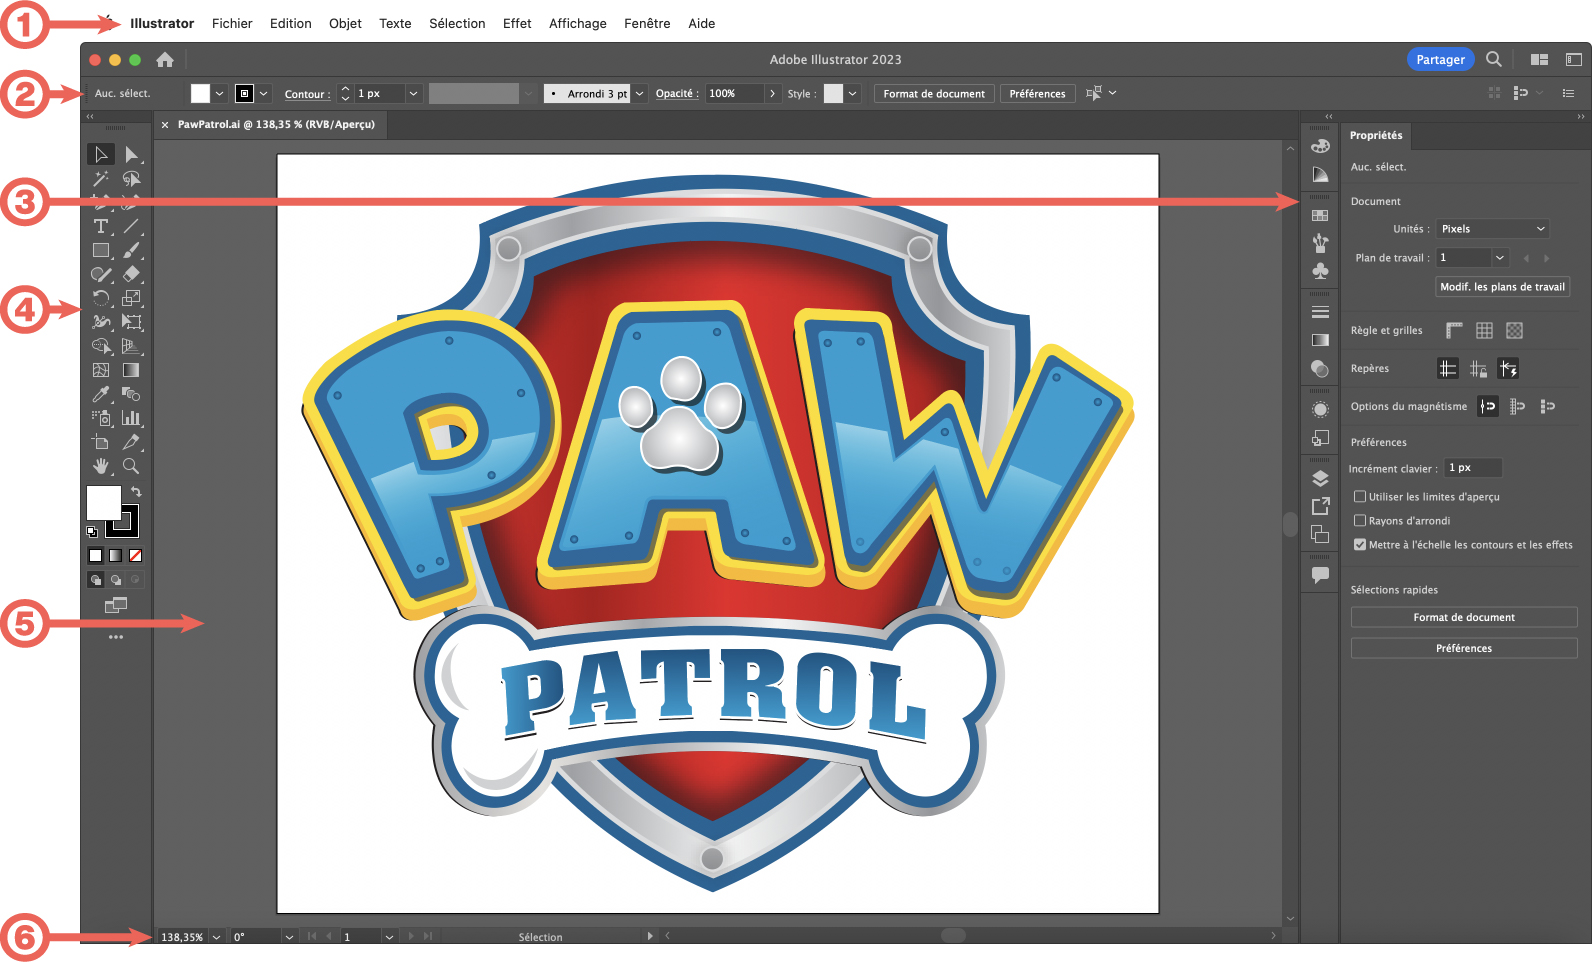 1 Illustrator Fichier Edition Objet Texte Sélection Effet Affichage Fenêtre Aide
Adobe Illustrator 2023 Partager
2 Auc. sélect. Contour : 1 px • Arrondi 3 pt Opacité : 100% Style : Format de document Préférences
PawPatrol.ai @ 138,35 % (RVB/Aperçu)
Propriétés
Auc. sélect.
3
Document
Unités : Pixels
Plan de travail : 1
Modif. les plans de travail
4
Règle et grilles
Repères
Options du magnétisme
Préférences
Incrément clavier : 1 px
Utiliser les limites d'aperçu
Rayons d'arrondi
Mettre à l'échelle les contours et les effets
Sélections rapides
Format de document
Préférences
PAW
PATROL
5
6 138,35% 0° 1 Sélection